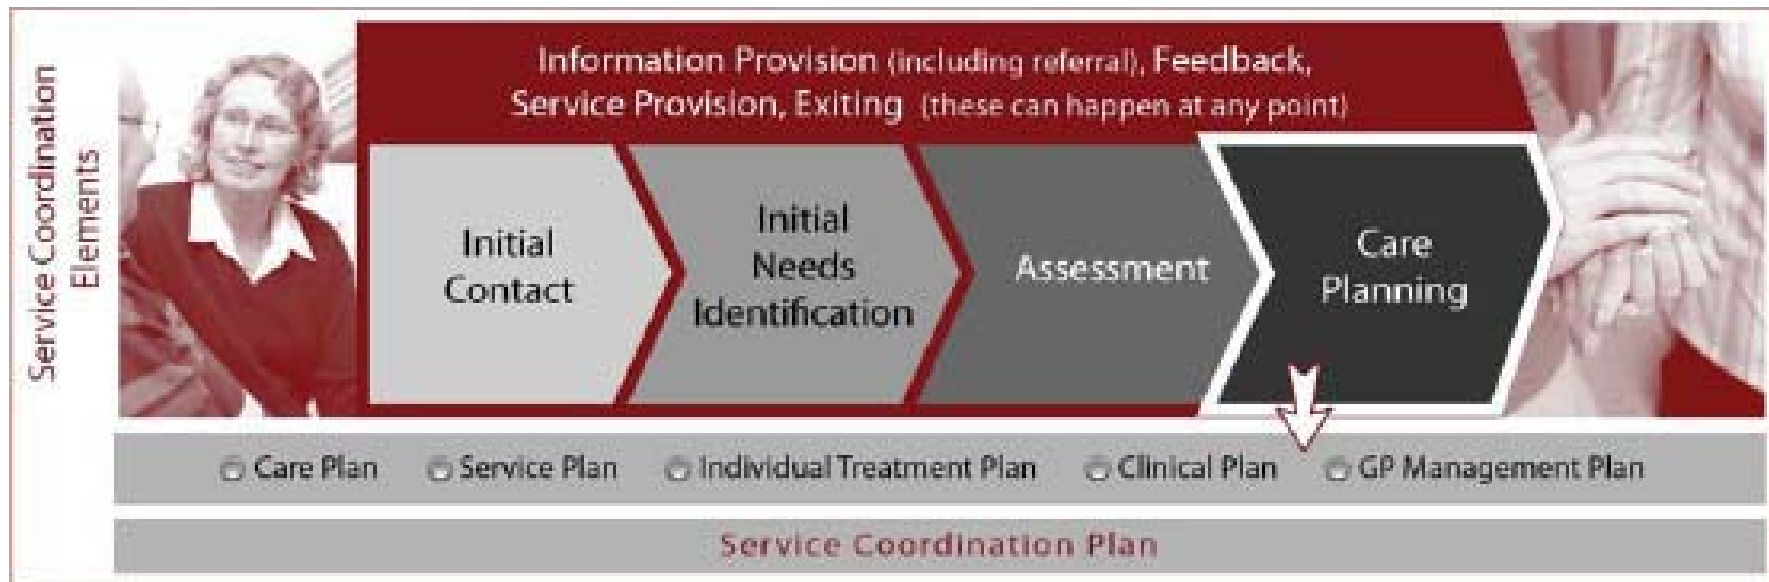 Service Coordination
Elements
Information Provision (including referral), Feedback,
Service Provision, Exiting (these can happen at any point)
Initial
Contact
Initial
Needs
Identification
Assessment
Care
Planning
Care Plan
Service Plan
Individual Treatment Plan
Clinical Plan
GP Management Plan
Service Coordination Plan